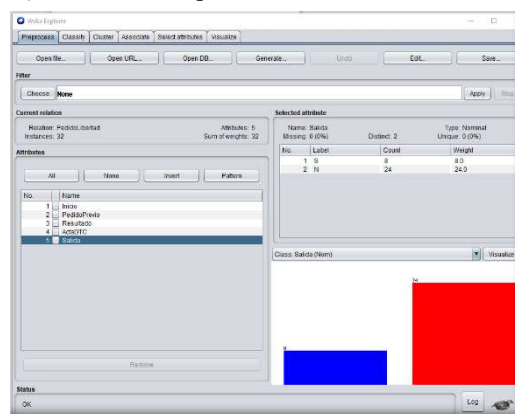 Weka Explorer
Preprocess Classify Cluster Associate Select attributes Visualize
Open file... Open URL... Open DB... Generate... Undo Edit... Save...
Filter
Choose None Apply Stop
Current relation
Relation: PedidoLibertad Attributes: 5
Instances: 32 Sum of weights: 32
Attributes
All None Invert Pattern
No. Name
1 Inicio
2 PedidoPrevio
3 Resultado
4 ActaDTC
5 Salida
Remove
Selected attribute
Name: Salida Type: Nominal
Missing: 0 (0%) Distinct: 2 Unique: 0 (0%)
No. Label Count Weight
1 S 8 8.0
2 N 24 24.0
Class: Salida (Nom) Visualize
8
24
Status
OK
Log